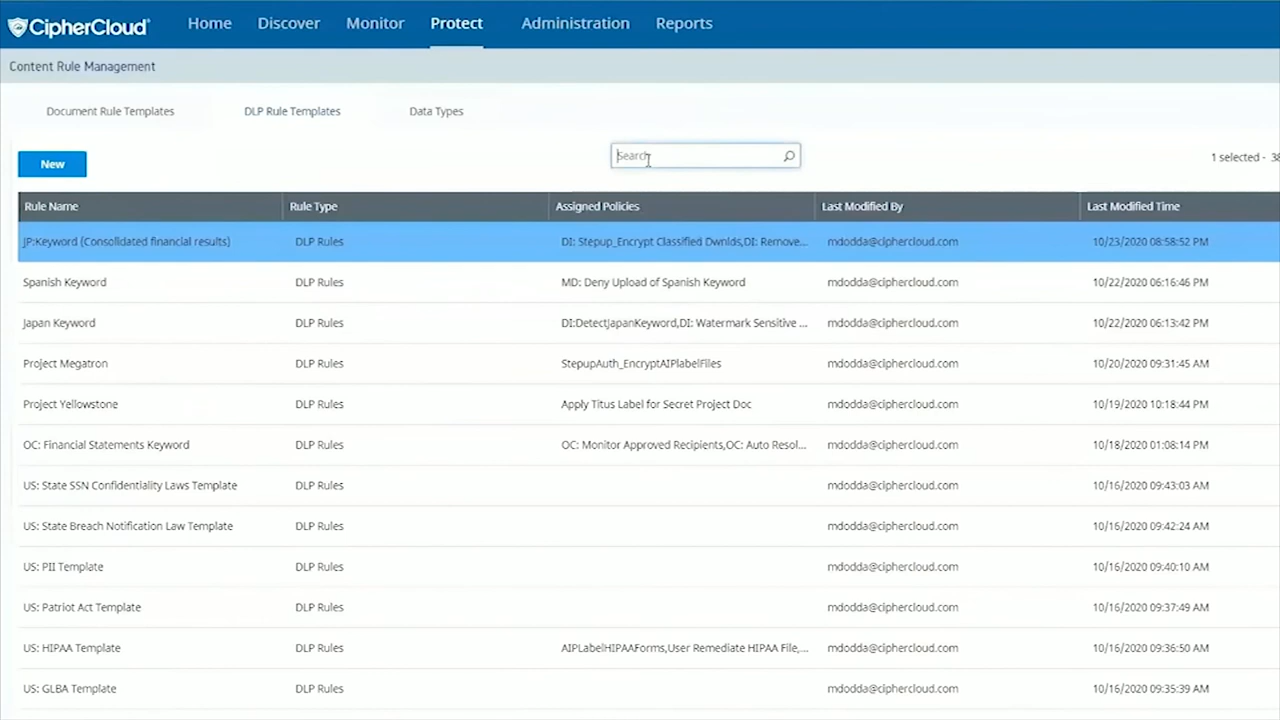 CipherCloud Home Discover Monitor Protect Administration Reports
Content Rule Management
Document Rule Templates DLP Rule Templates Data Types
New Search 1 selected - 38
Rule Name Rule Type Assigned Policies Last Modified By Last Modified Time
JP:Keyword (Consolidated financial results) DLP Rules DI: Stepup_Encrypt Classified Dwnlds,DI: Remove... mdodda@ciphercloud.com 10/23/2020 08:58:52 PM
Spanish Keyword DLP Rules MD: Deny Upload of Spanish Keyword mdodda@ciphercloud.com 10/22/2020 06:16:46 PM
Japan Keyword DLP Rules DI:DetectJapanKeyword,DI: Watermark Sensitive ... mdodda@ciphercloud.com 10/22/2020 06:13:42 PM
Project Megatron DLP Rules StepupAuth_EncryptAIPlabelFiles mdodda@ciphercloud.com 10/20/2020 09:31:45 AM
Project Yellowstone DLP Rules Apply Titus Label for Secret Project Doc mdodda@ciphercloud.com 10/19/2020 10:18:44 PM
OC: Financial Statements Keyword DLP Rules OC: Monitor Approved Recipients,OC: Auto Resol... mdodda@ciphercloud.com 10/18/2020 01:08:14 PM
US: State SSN Confidentiality Laws Template DLP Rules mdodda@ciphercloud.com 10/16/2020 09:43:03 AM
US: State Breach Notification Law Template DLP Rules mdodda@ciphercloud.com 10/16/2020 09:42:24 AM
US: PII Template DLP Rules mdodda@ciphercloud.com 10/16/2020 09:40:10 AM
US: Patriot Act Template DLP Rules mdodda@ciphercloud.com 10/16/2020 09:37:49 AM
US: HIPAA Template DLP Rules AIPLabelHIPAAForms,User Remediate HIPAA File,... mdodda@ciphercloud.com 10/16/2020 09:36:50 AM
US: GLBA Template DLP Rules mdodda@ciphercloud.com 10/16/2020 09:35:39 AM